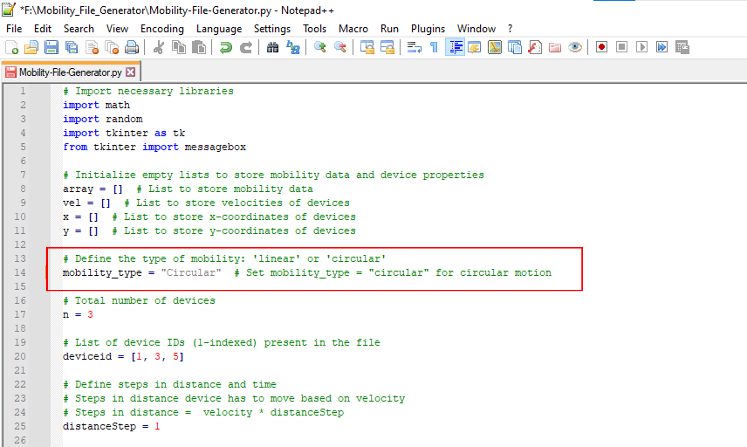 *F:\Mobility_File_Generator\Mobility-File-Generator.py - Notepad++
File Edit Search View Encoding Language Settings Tools Macro Run Plugins Window ?
Mobility-File-Generator.py
1 # Import necessary libraries
2 import math
3 import random
4 import tkinter as tk
5 from tkinter import messagebox
6
7 # Initialize empty lists to store mobility data and device properties
8 array = [] # List to store mobility data
9 vel = [] # List to store velocities of devices
10 x = [] # List to store x-coordinates of devices
11 y = [] # List to store y-coordinates of devices
12
13 # Define the type of mobility: 'linear' or 'circular'
14 mobility_type = "Circular" # Set mobility_type = "circular" for circular motion
15
16 # Total number of devices
17 n = 3
18
19 # List of device IDs (1-indexed) present in the file
20 deviceid = [1, 3, 5]
21
22 # Define steps in distance and time
23 # Steps in distance device has to move based on velocity
24 # Steps in distance = velocity * distanceStep
25 distanceStep = 1
26